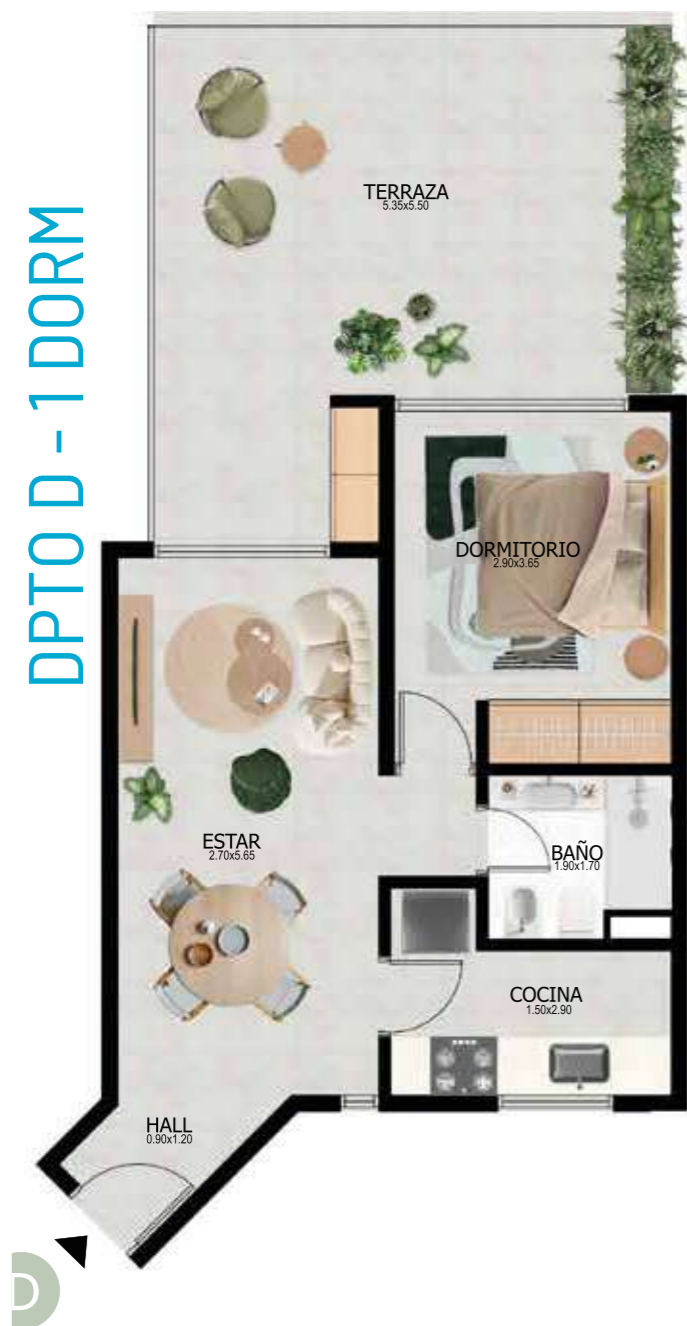 DPTO D - 1 DORM
TERRAZA
5.35x5.50
DORMITORIO
2.90x3.65
ESTAR
2.70x5.65
BAÑO
1.90x1.70
COCINA
1.50x2.90
HALL
0.90x1.20
D